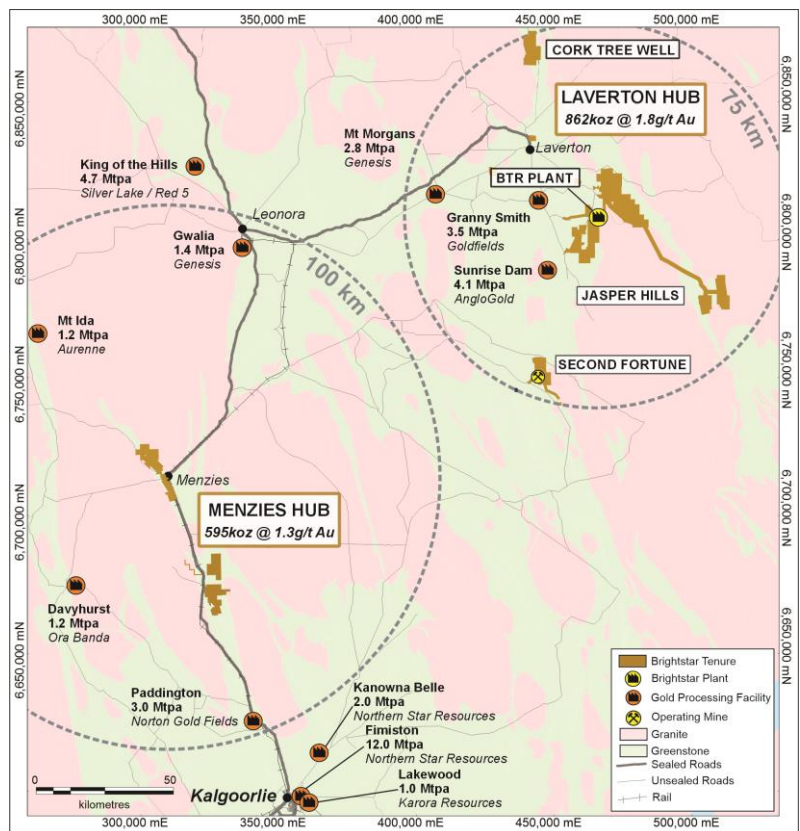 300,000 mE
350,000 mE
400,000 mE
450,000 mE
500,000 mE
6,850,000 mN
6,850,000 mN
CORK TREE WELL
LAVERTON HUB
862koz @ 1.8g/t Au
75 km
Mt Morgans
2.8 Mtpa
Genesis
Laverton
King of the Hills
4.7 Mtpa
Silver Lake / Red 5
BTR PLANT
Leonora
Granny Smith
3.5 Mtpa
Goldfields
6,800,000 mN
6,800,000 mN
Gwalia
1.4 Mtpa
Genesis
100 km
Sunrise Dam
4.1 Mtpa
AngloGold
JASPER HILLS
Mt Ida
1.2 Mtpa
Aurenne
SECOND FORTUNE
6,750,000 mN
6,750,000 mN
Menzies
MENZIES HUB
595koz @ 1.3g/t Au
6,700,000 mN
6,700,000 mN
Davyhurst
1.2 Mtpa
Ora Banda
6,650,000 mN
6,650,000 mN
Paddington
3.0 Mtpa
Norton Gold Fields
Kanowna Belle
2.0 Mtpa
Northern Star Resources
Fimiston
12.0 Mtpa
Northern Star Resources
Lakewood
1.0 Mtpa
Karora Resources
Kalgoorlie
0
50
kilometres
Brightstar Tenure
Brightstar Plant
Gold Processing Facility
Operating Mine
Granite
Greenstone
Sealed Roads
Unsealed Roads
Rail
300,000 mE
350,000 mE
400,000 mE
450,000 mE
500,000 mE